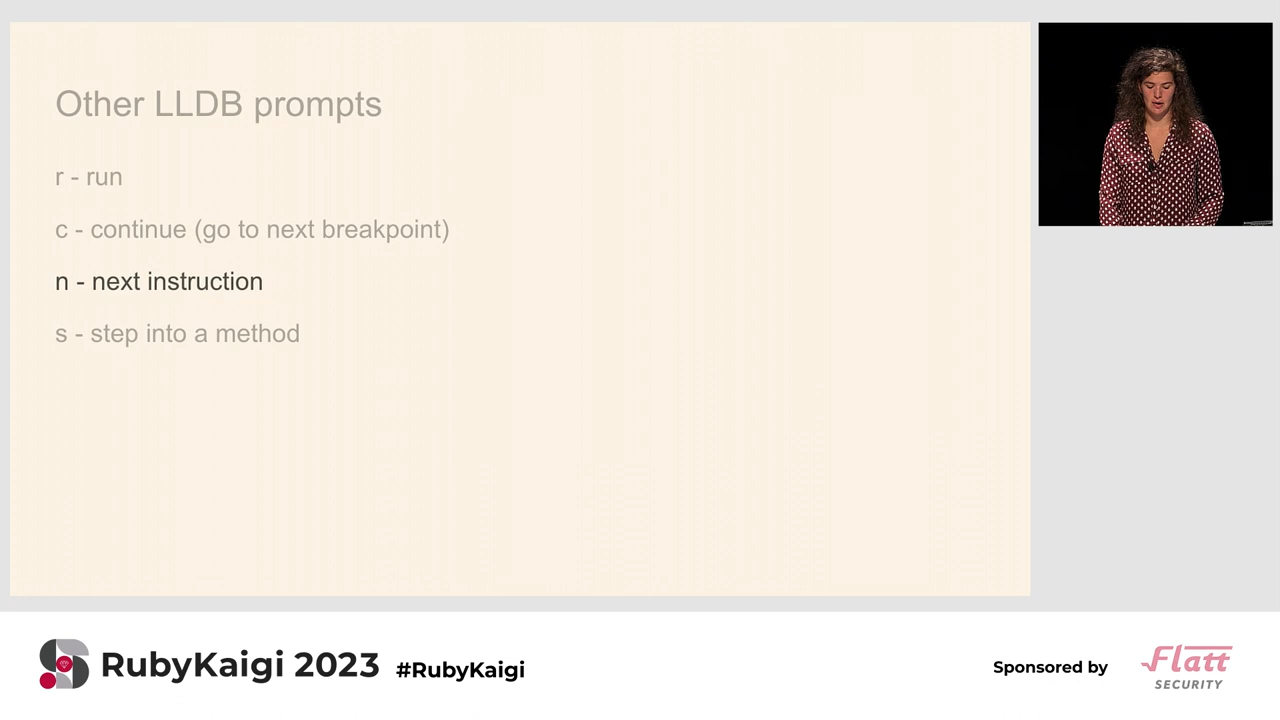 Other LLDB prompts
r - run
c - continue (go to next breakpoint)
n - next instruction
s - step into a method
RubyKaigi 2023 #RubyKaigi
Sponsored by
Flatt
SECURITY